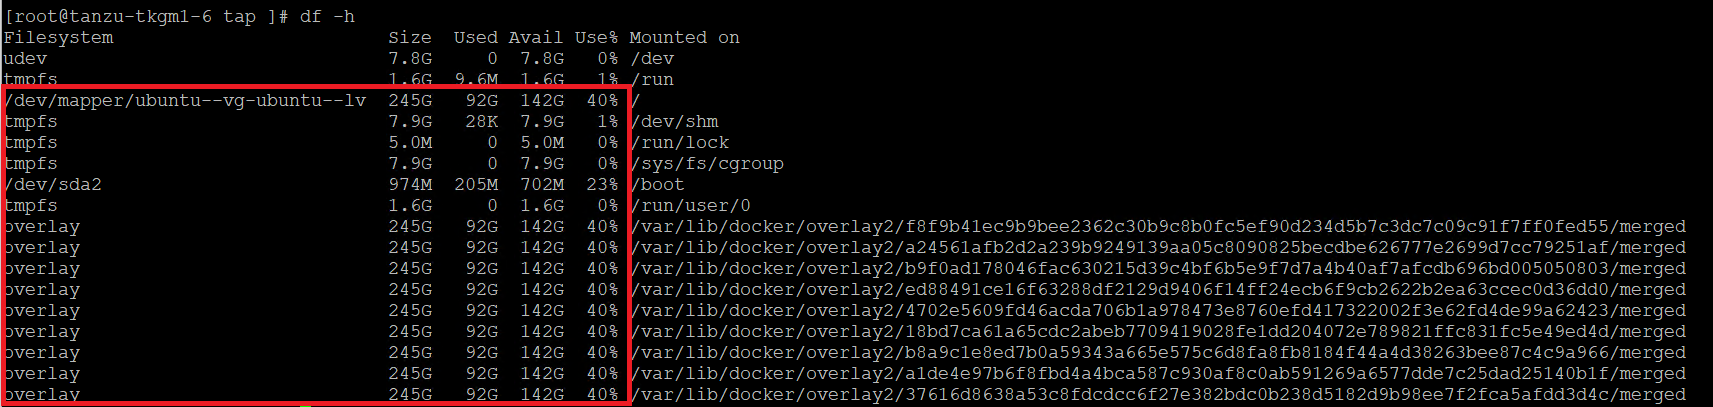 [root@tanzu-tkgm1-6 tap ]# df -h
Filesystem                         Size  Used Avail Use% Mounted on
udev                               7.8G     0  7.8G   0% /dev
tmpfs                              1.6G  9.6M  1.6G   1% /run
/dev/mapper/ubuntu--vg-ubuntu--lv  245G   92G  142G  40% /
tmpfs                              7.9G   28K  7.9G   1% /dev/shm
tmpfs                              5.0M     0  5.0M   0% /run/lock
tmpfs                              7.9G     0  7.9G   0% /sys/fs/cgroup
/dev/sda2                          974M  205M  702M  23% /boot
tmpfs                              1.6G     0  1.6G   0% /run/user/0
overlay                            245G   92G  142G  40% /var/lib/docker/overlay2/f8f9b41ec9b9bee2362c30b9c8b0fc5ef90d234d5b7c3dc7c09c91f7ff0fed55/merged
overlay                            245G   92G  142G  40% /var/lib/docker/overlay2/a24561afb2d2a239b9249139aa05c8090825becdbe626777e2699d7cc79251af/merged
overlay                            245G   92G  142G  40% /var/lib/docker/overlay2/b9f0ad178046fac630215d39c4bf6b5e9f7d7a4b40af7afcdb696bd005050803/merged
overlay                            245G   92G  142G  40% /var/lib/docker/overlay2/ed88491ce16f63288df2129d9406f14ff24ecb6f9cb2622b2ea63ccec0d36dd0/merged
overlay                            245G   92G  142G  40% /var/lib/docker/overlay2/4702e5609fd46acda706b1a978473e8760efd417322002f3e62fd4de99a62423/merged
overlay                            245G   92G  142G  40% /var/lib/docker/overlay2/18bd7ca61a65cdc2abeb7709419028fe1dd204072e789821ffc831fc5e49ed4d/merged
overlay                            245G   92G  142G  40% /var/lib/docker/overlay2/b8a9c1e8ed7b0a59343a665e575c6d8fa8fb8184f44a4d38263bee87c4c9a966/merged
overlay                            245G   92G  142G  40% /var/lib/docker/overlay2/a1de4e97b6f8fbd4a4bca587c930af8c0ab591269a6577dde7c25dad25140b1f/merged
overlay                            245G   92G  142G  40% /var/lib/docker/overlay2/37616d8638a53c8fdcdcc6f27e382bdc0b238d5182d9b98ee7f2fca5afdd3d4c/merged